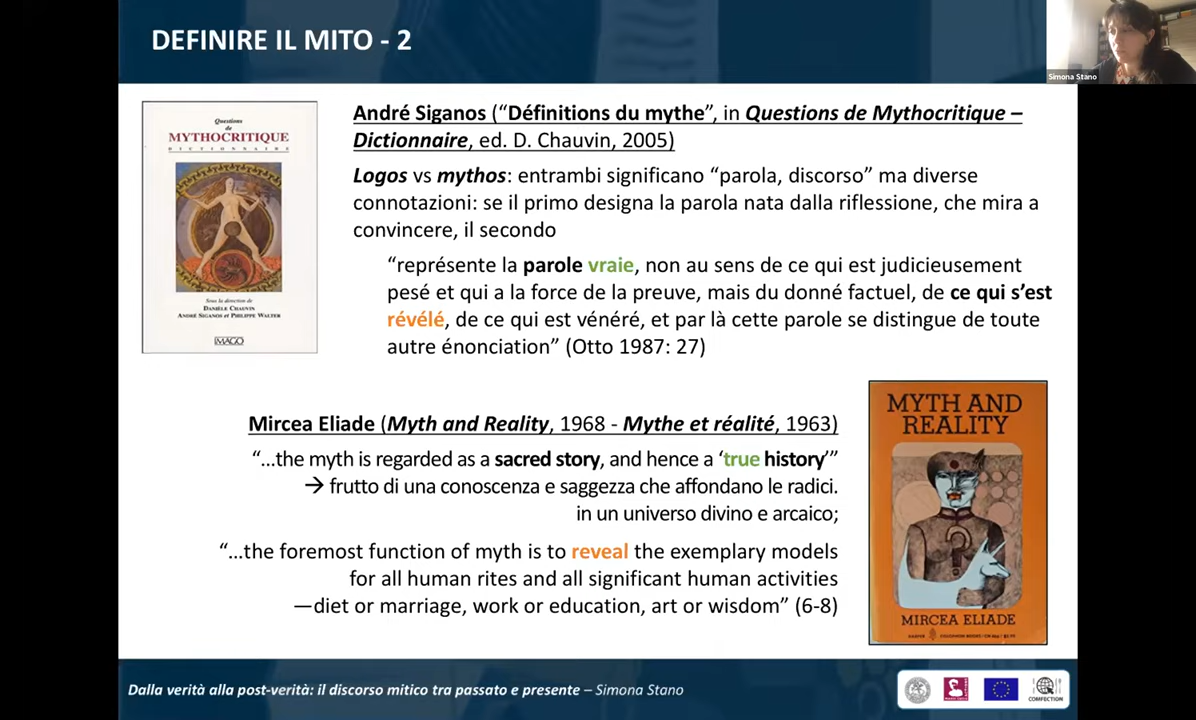 DEFINIRE IL MITO - 2
Simona Stano
Questions
de
MYTHOCRITIQUE
DICTIONNAIRE
Sous la direction de
DANIÈLE CHAUVIN
ANDRÉ SIGANOS et PHILIPPE WALTER
IMAGO
André Siganos (“Définitions du mythe”, in Questions de Mythocritique –
Dictionnaire, ed. D. Chauvin, 2005)
Logos vs mythos: entrambi significano “parola, discorso” ma diverse
connotazioni: se il primo designa la parola nata dalla riflessione, che mira a
convincere, il secondo
“représente la parole vraie, non au sens de ce qui est judicieusement
pesé et qui a la force de la preuve, mais du donné factuel, de ce qui s’est
révélé, de ce qui est vénéré, et par là cette parole se distingue de toute
autre énonciation” (Otto 1987: 27)
Mircea Eliade (Myth and Reality, 1968 - Mythe et réalité, 1963)
“…the myth is regarded as a sacred story, and hence a ‘true history’”
→ frutto di una conoscenza e saggezza che affondano le radici.
in un universo divino e arcaico;
“…the foremost function of myth is to reveal the exemplary models
for all human rites and all significant human activities
—diet or marriage, work or education, art or wisdom” (6-8)
MYTH AND
REALITY
MIRCEA ELIADE
Dalla verità alla post-verità: il discorso mitico tra passato e presente – Simona Stano
COMFECTION